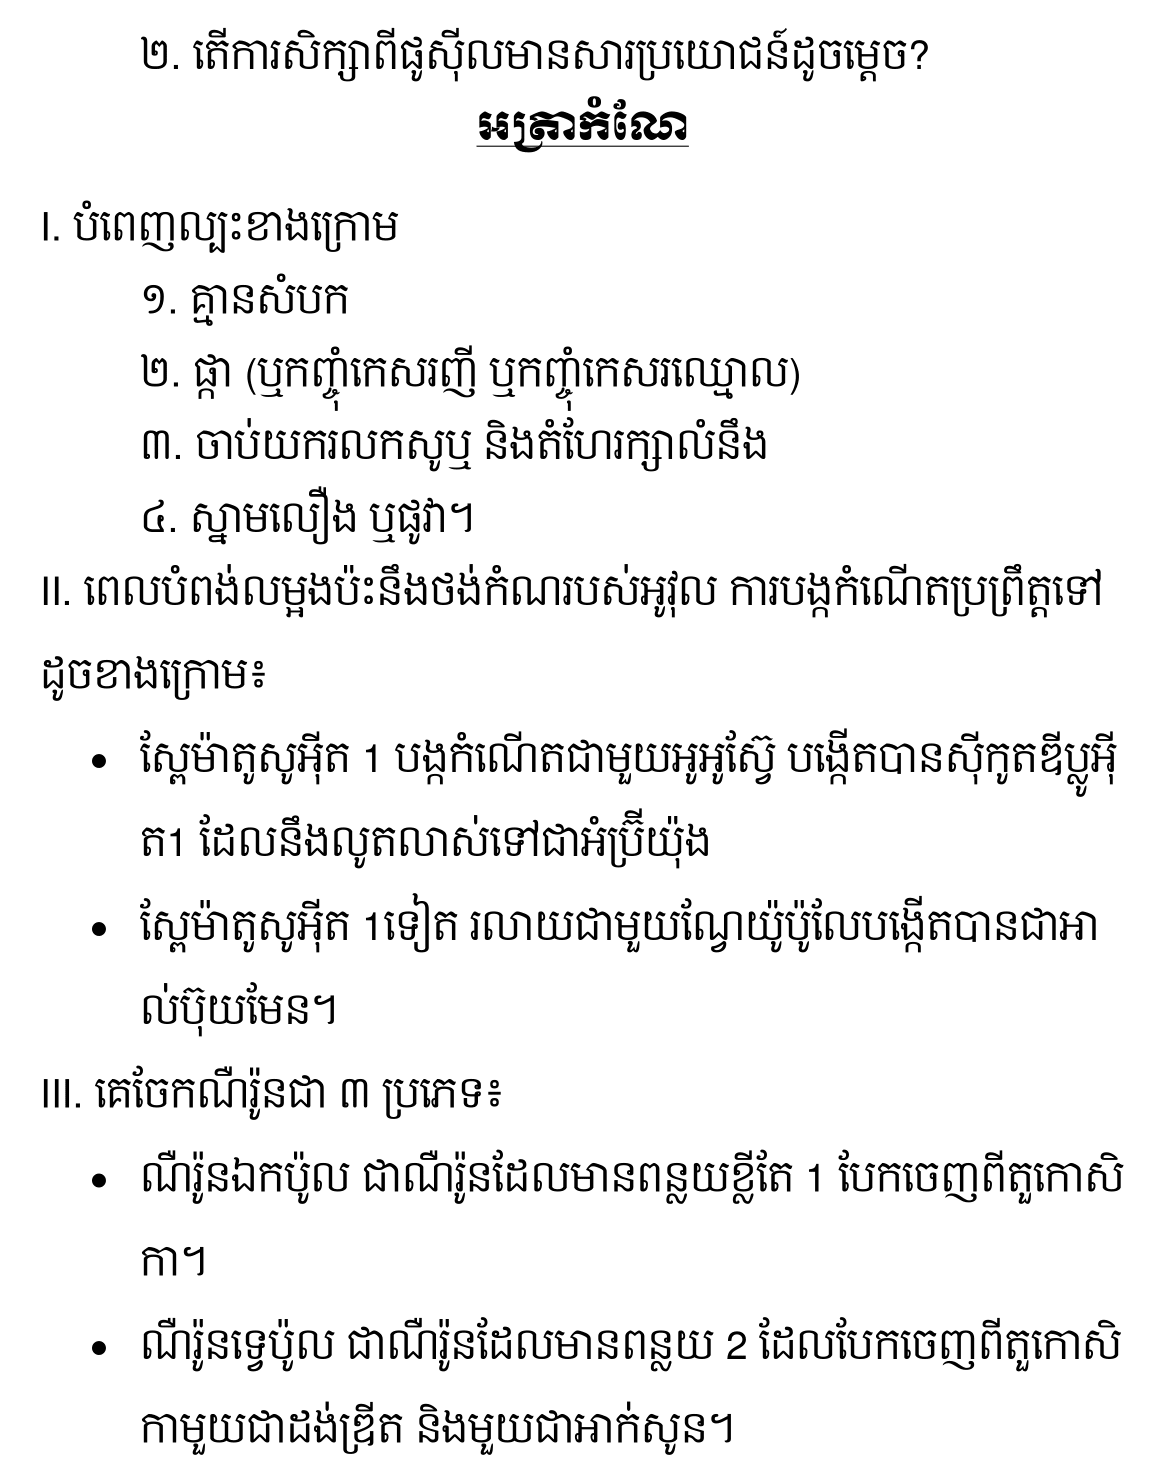 ២. តើការសិក្សាពីផូស៊ីលមានសារប្រយោជន៍ដូចម្ដេច?
អត្រាកំណែ
I. បំពេញល្បះខាងក្រោម
១. គ្មានសំបក
២. ផ្កា (ឬកញ្ចុំកេសរញី ឬកញ្ចុំកេសរឈ្មោល)
៣. ចាប់យករលកសូឬ និងតំហែរក្សាលំនឹង
៤. ស្នាមលឿង ឬផូវា។
II. ពេលបំពង់លម្អងប៉ះនឹងថង់កំណរបស់អូវុល ការបង្កកំណើតប្រព្រឹត្តទៅ
ដូចខាងក្រោម៖
• ស្ពែម៉ាតូសូអ៊ីត 1 បង្កកំណើតជាមួយអូអូស្វ៊ែ បង្កើតបានស៊ីកូតឌីប្លូអ៊ី
ត1 ដែលនឹងលូតលាស់ទៅជាអំប្រ៊ីយ៉ុង
• ស្ពែម៉ាតូសូអ៊ីត 1ទៀត រលាយជាមួយណ្វៃយ៉ូប៉ូលែបង្កើតបានជាអា
ល់ប៊ុយមែន។
III. គេចែកណឺរ៉ូនជា ៣ ប្រភេទ៖
• ណឺរ៉ូនឯកប៉ូល ជាណឺរ៉ូនដែលមានពន្លយខ្លីតែ 1 បែកចេញពីតួកោសិ
កា។
• ណឺរ៉ូនទ្វេប៉ូល ជាណឺរ៉ូនដែលមានពន្លយ 2 ដែលបែកចេញពីតួកោសិ
កាមួយជាដង់ឌ្រីត និងមួយជាអាក់សូន។